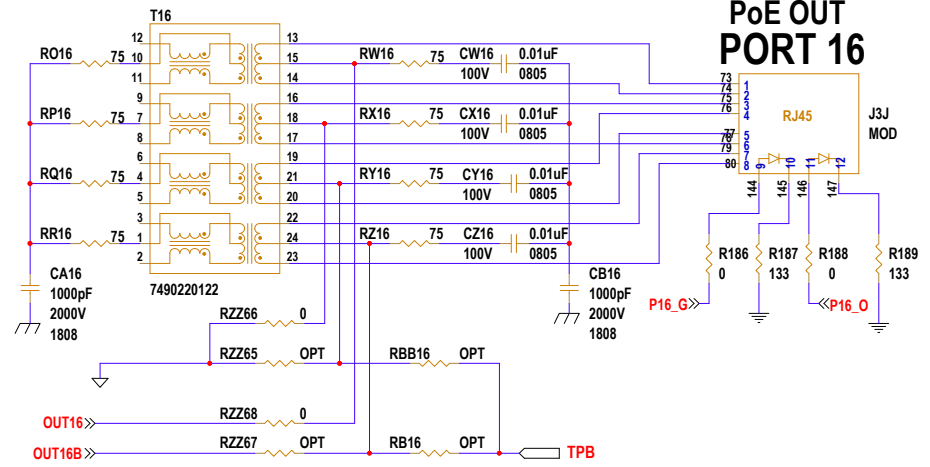 T16
PoE OUT
PORT 16
12
10
11
9
7
8
6
4
5
3
1
2
13
15
14
16
18
17
19
21
20
22
24
23
RO16
75
RP16
75
RQ16
75
RR16
75
RW16
75
CW16
0.01uF
100V
0805
RX16
75
CX16
0.01uF
100V
0805
RY16
75
CY16
0.01uF
100V
0805
RZ16
75
CZ16
0.01uF
100V
0805
73
74
75
76
77
78
79
80
1
2
3
4
5
6
7
8
RJ45
J3J
MOD
9
10
11
12
144
145
146
147
R186
0
R187
133
R188
0
R189
133
P16_G
P16_O
CA16
1000pF
2000V
1808
7490220122
CB16
1000pF
2000V
1808
RZZ66
0
RZZ65
OPT
RBB16
OPT
OUT16
RZZ68
0
OUT16B
RZZ67
OPT
RB16
OPT
TPB